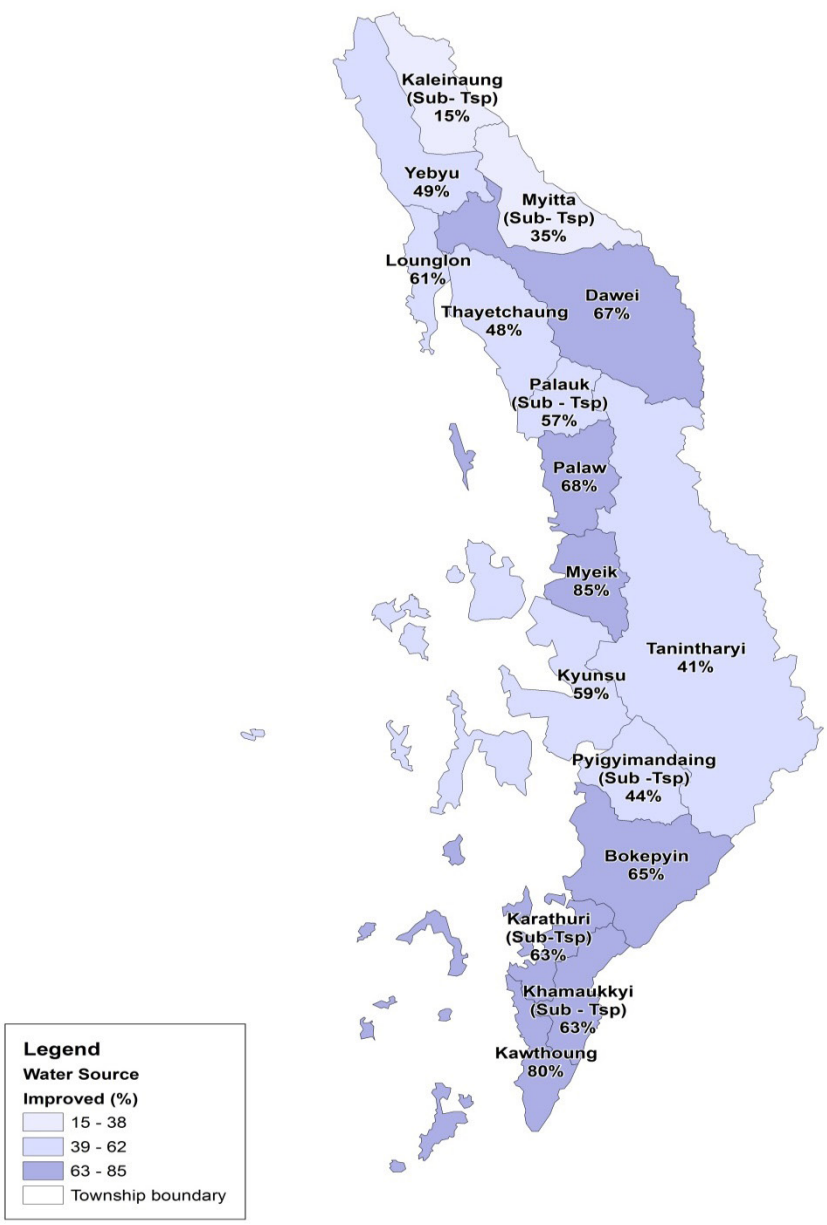 Kaleinaung
(Sub- Tsp)
15%
Yebyu
49%
Myitta
(Sub- Tsp)
35%
Lounglon
61%
Dawei
67%
Thayetchaung
48%
Palauk
(Sub - Tsp)
57%
Palaw
68%
Myeik
85%
Tanintharyi
41%
Kyunsu
59%
Pyigyimandaing
(Sub -Tsp)
44%
Bokepyin
65%
Karathuri
(Sub-Tsp)
63%
Khamaukkyi
(Sub - Tsp)
63%
Kawthoung
80%
Legend
Water Source
Improved (%)
15 - 38
39 - 62
63 - 85
Township boundary